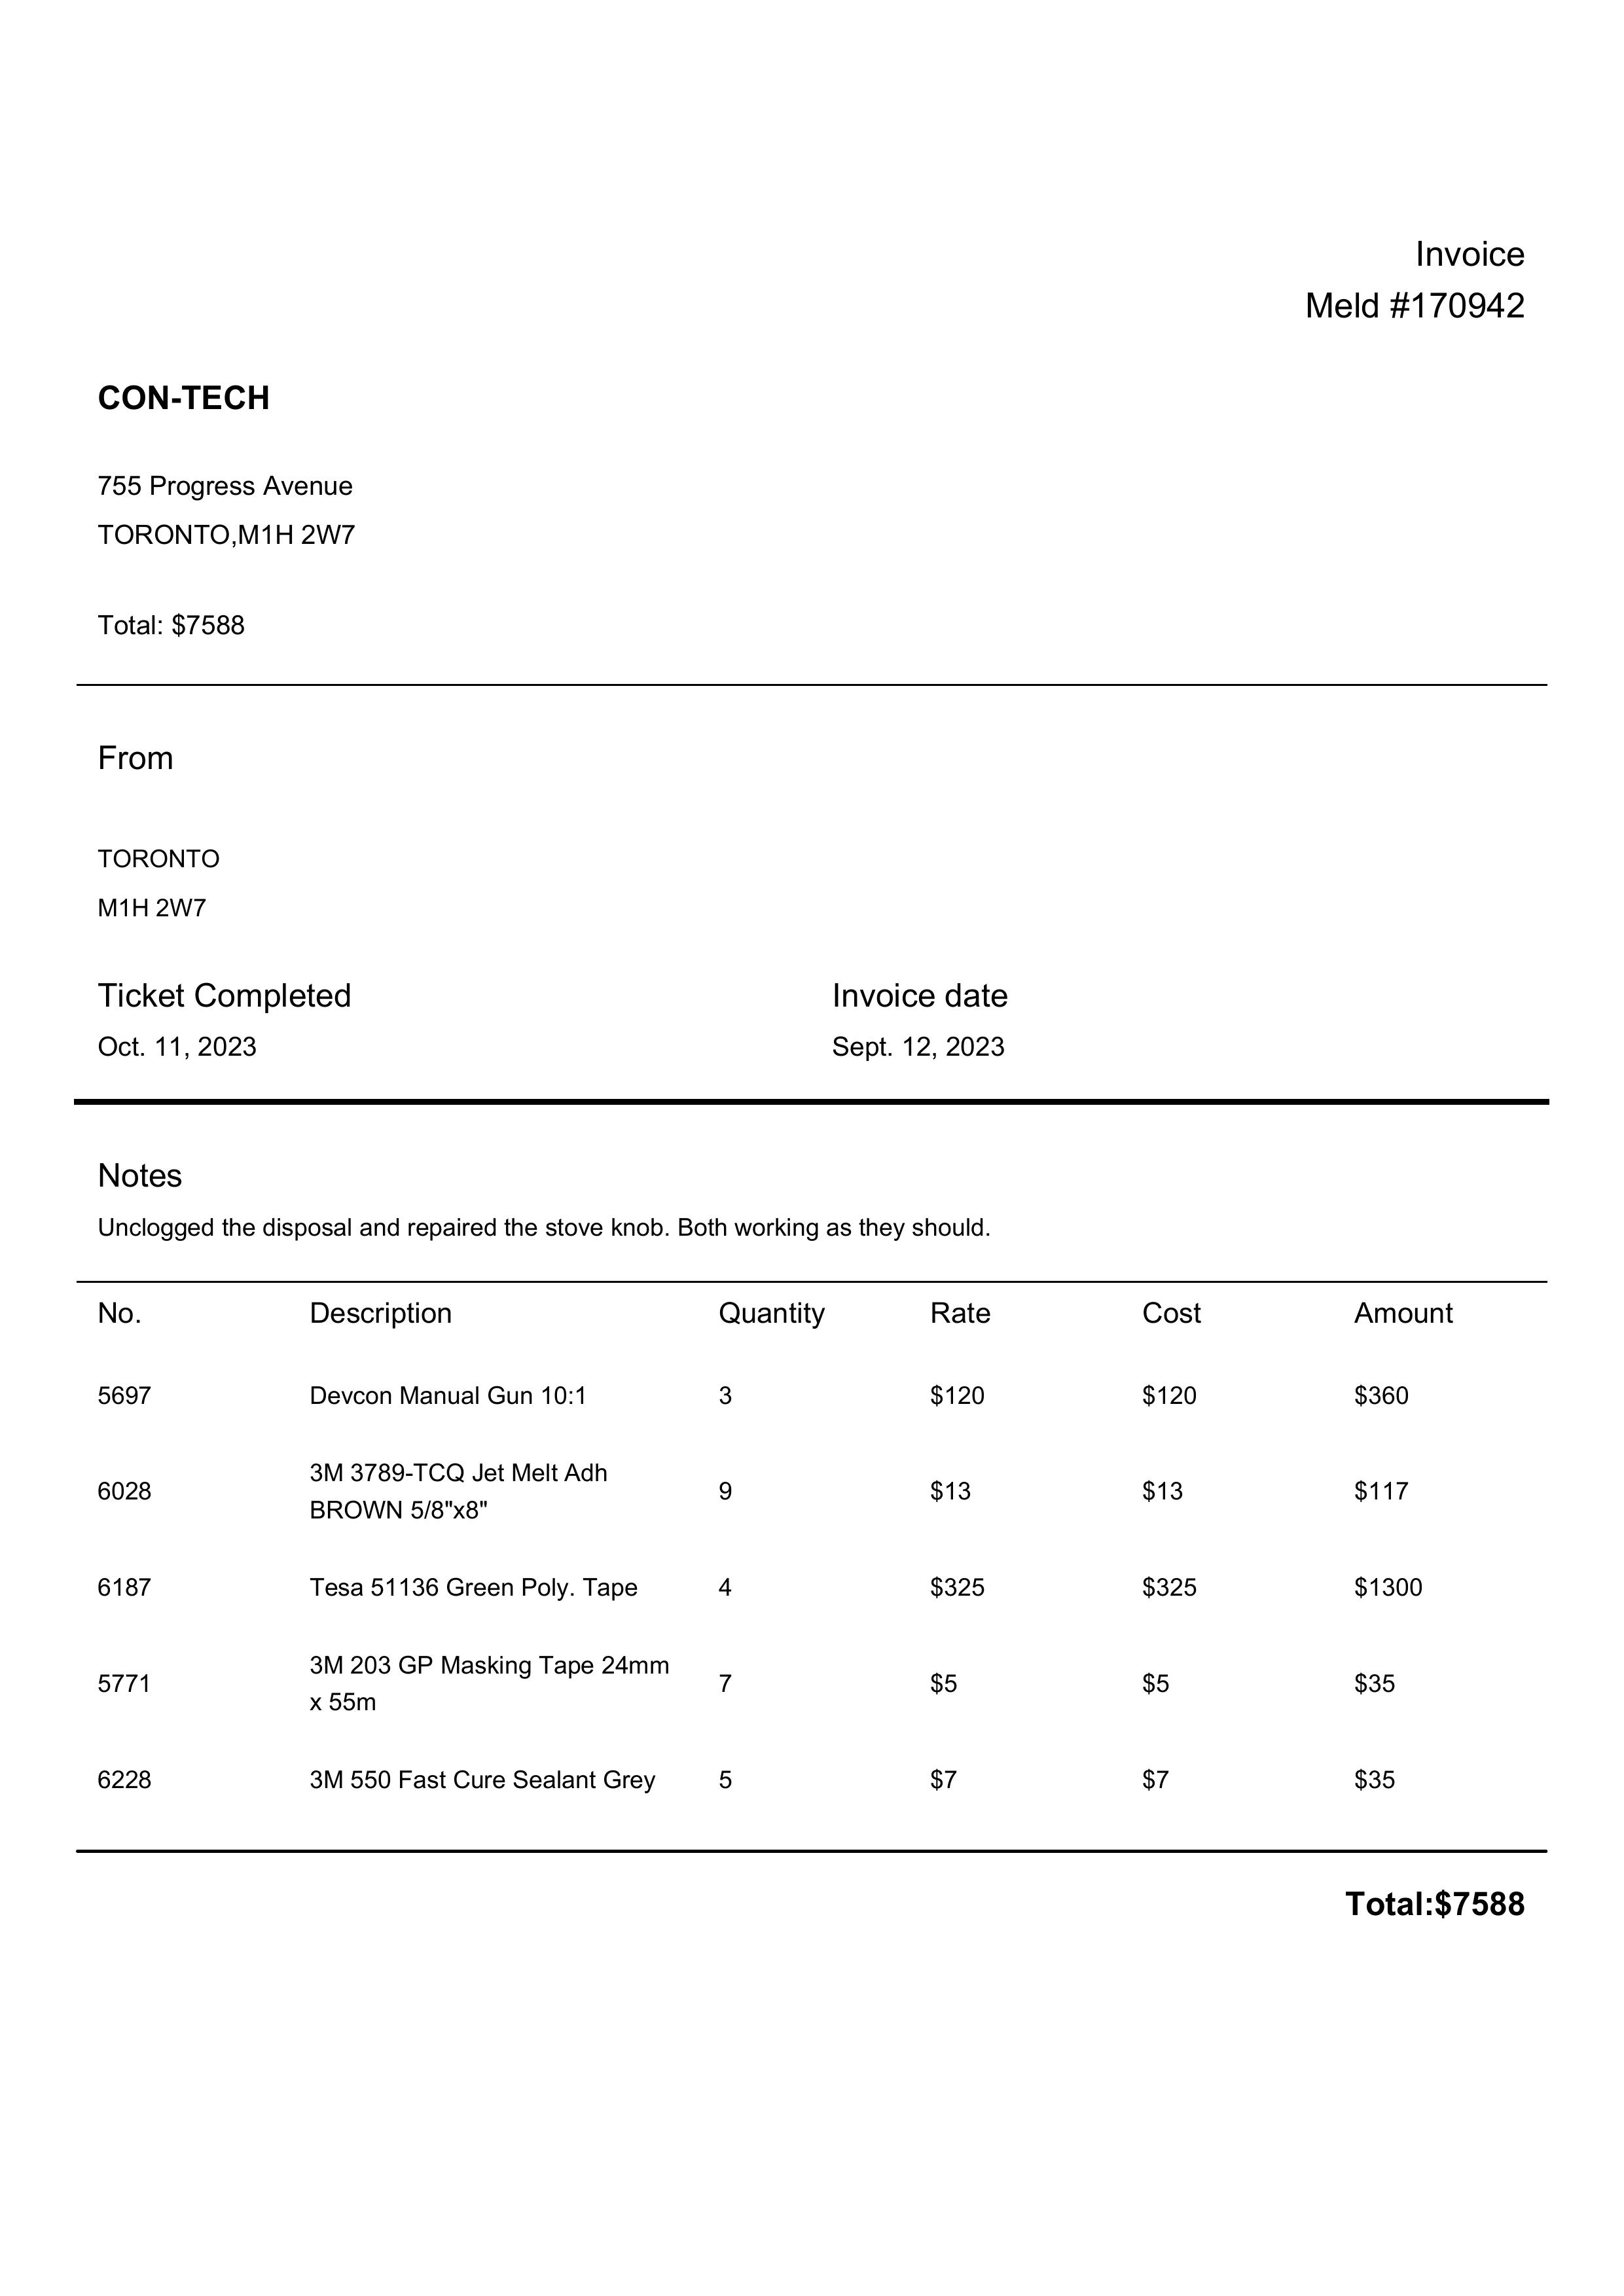 Invoice
Meld #170942
CON-TECH
755 Progress Avenue
TORONTO,M1H 2W7
Total: $7588
From
TORONTO
M1H 2W7
Ticket Completed Invoice date
Oct. 11, 2023 Sept. 12, 2023
Notes
Unclogged the disposal and repaired the stove knob. Both working as they should.
No. Description Quantity Rate Cost Amount
5697 Devcon Manual Gun 10:1 3 $120 $120 $360
3M 3789-TCQ Jet Melt Adh
6028 9 $13 $13 $117
BROWN 5/8"x8"
6187 Tesa 51136 Green Poly. Tape 4 $325 $325 $1300
3M 203 GP Masking Tape 24mm
5771 7 $5 $5 $35
x 55m
6228 3M 550 Fast Cure Sealant Grey 5 $7 $7 $35
Total:$7588